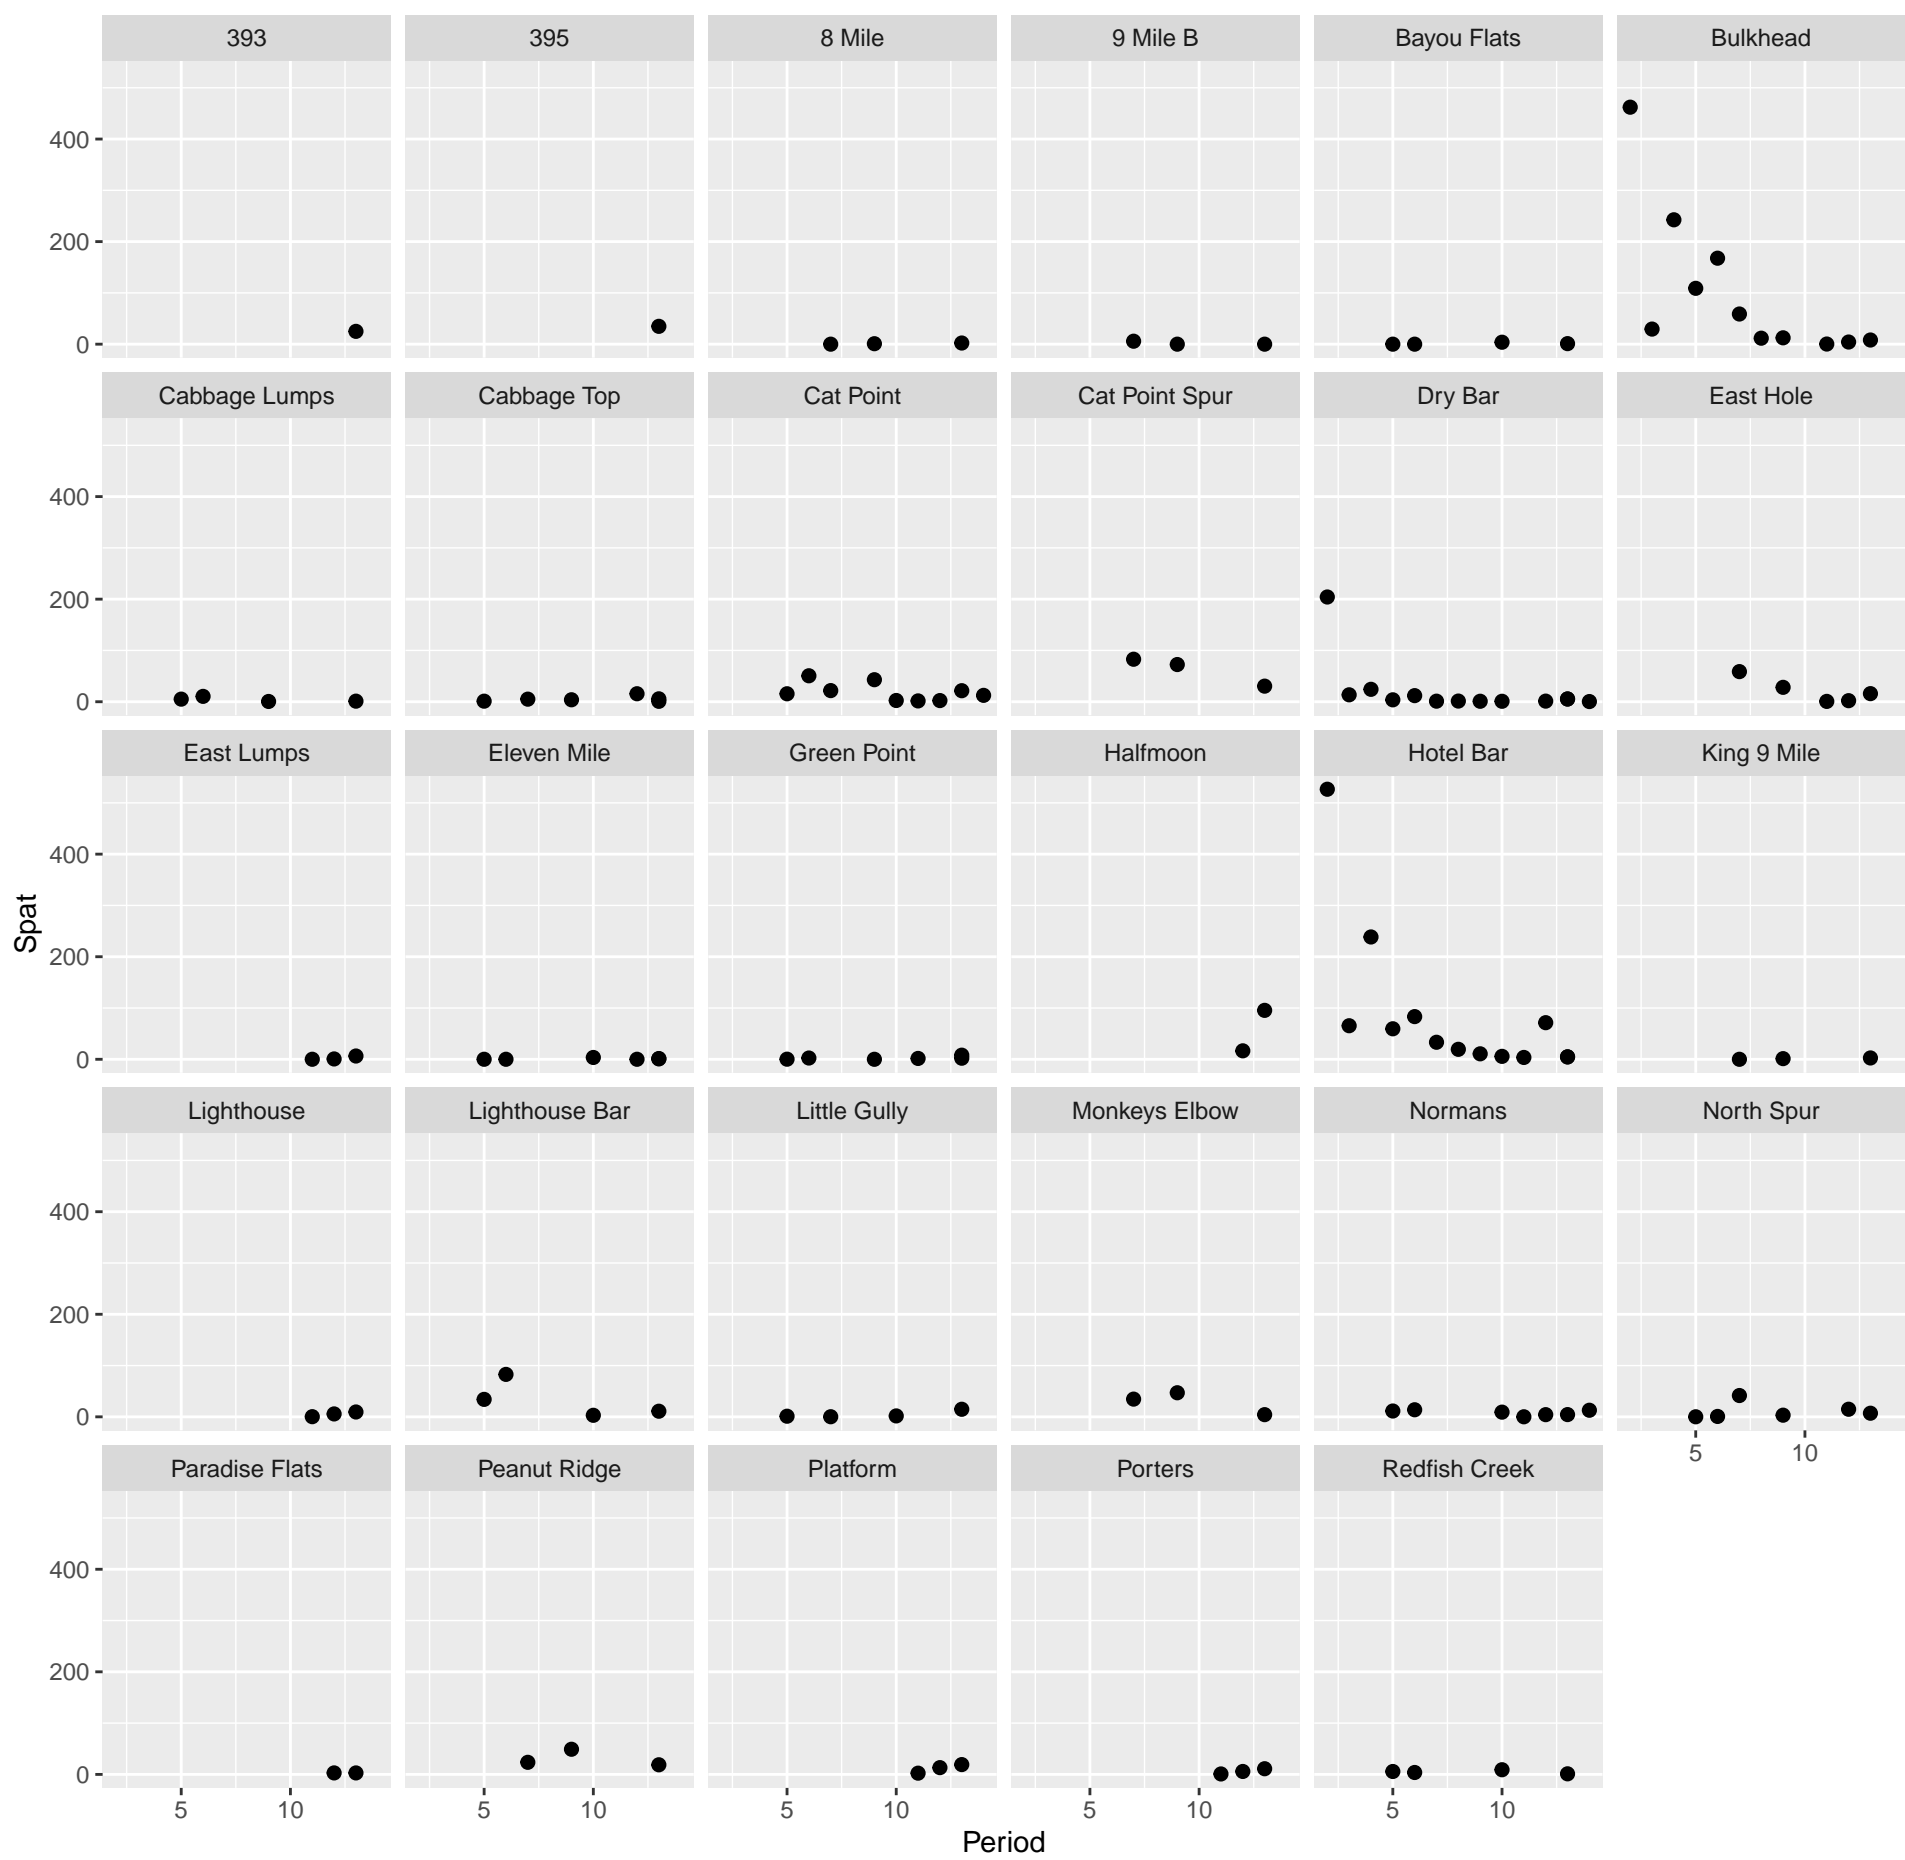 393 395 8 Mile 9 Mile B Bayou Flats Bulkhead
400
200
0
Cabbage Lumps Cabbage Top Cat Point Cat Point Spur Dry Bar East Hole
400
200
0
East Lumps Eleven Mile Green Point Halfmoon Hotel Bar King 9 Mile
400
Spat
200
0
Lighthouse Lighthouse Bar Little Gully Monkeys Elbow Normans North Spur
400
200
0
5 10
Paradise Flats Peanut Ridge Platform Porters Redfish Creek
400
200
0
5 10 5 10 5 10 5 10 5 10
Period